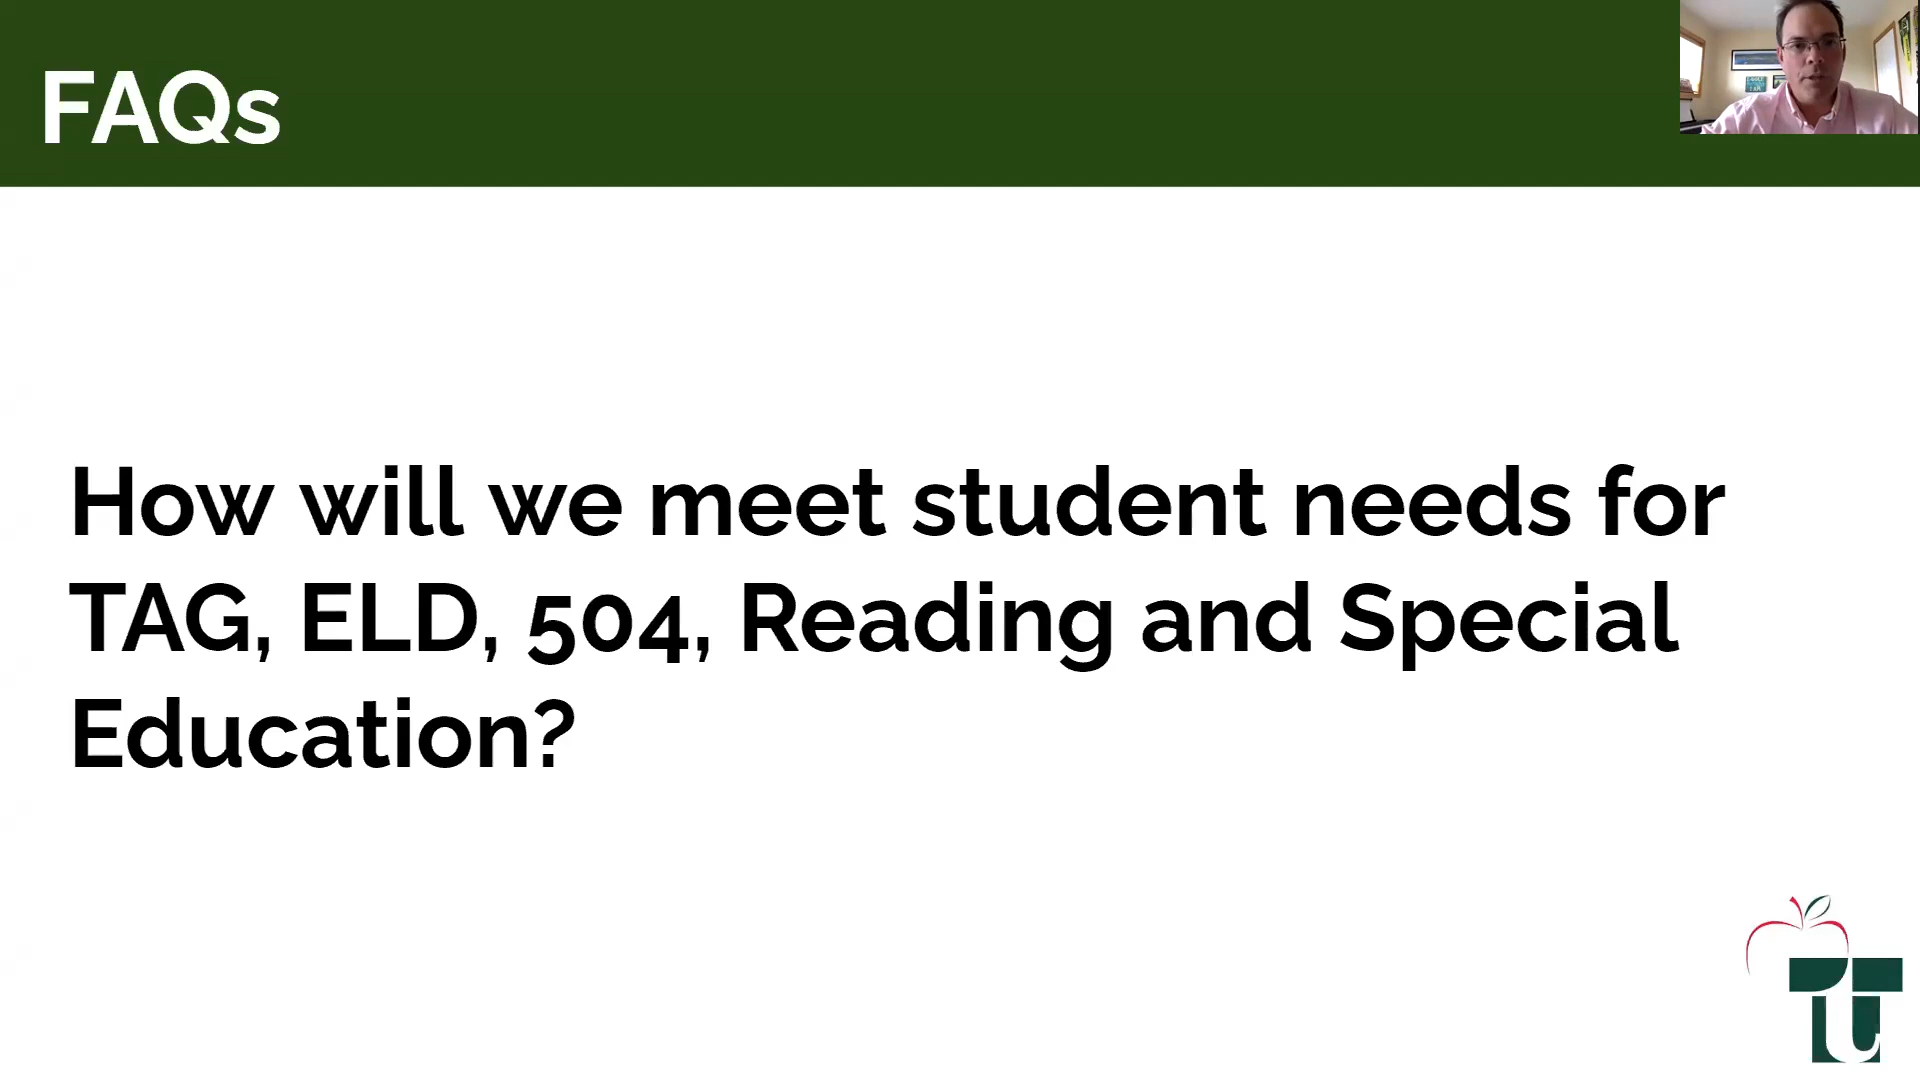 FAQs
How will we meet student needs for
TAG, ELD, 504, Reading and Special
Education?